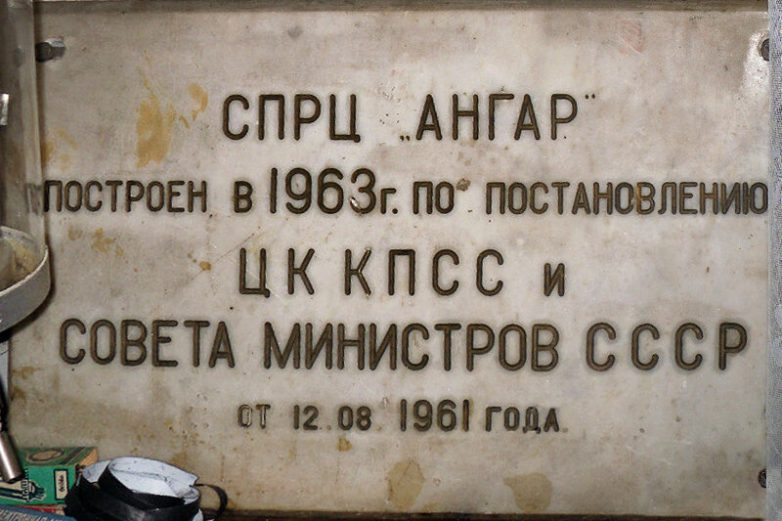 СПРЦ „АНГАР"
ПОСТРОЕН В 1963г. ПО ПОСТАНОВЛЕНИЮ
ЦК КПСС И
СОВЕТА МИНИСТРОВ СССР
ОТ 12.08. 1961 ГОДА.